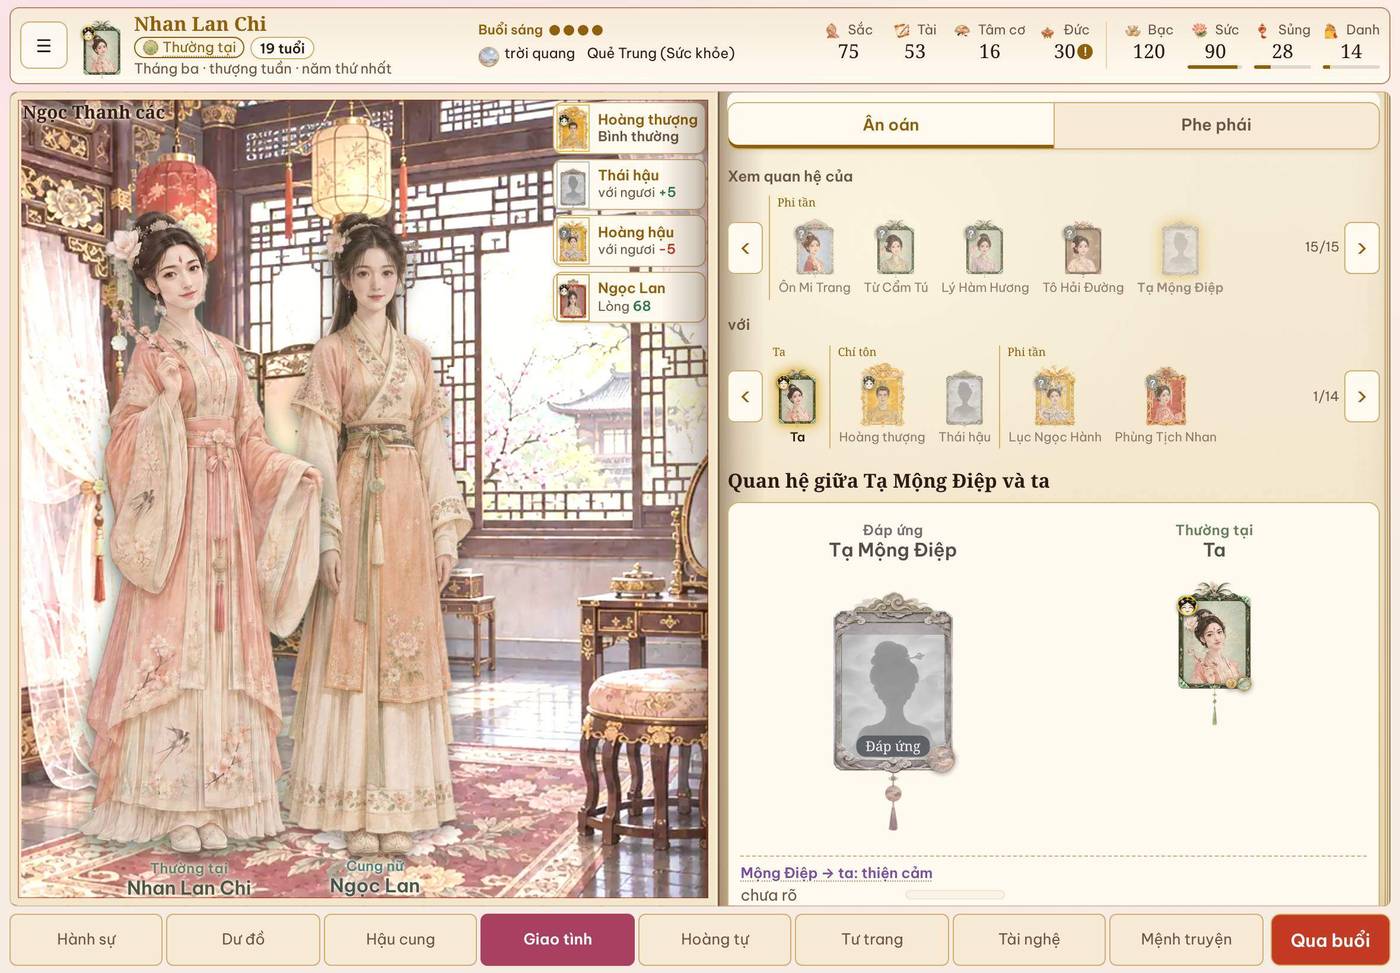 ☰
Nhan Lan Chi
Thường tại
19 tuổi
Tháng ba · thượng tuần · năm thứ nhất
Buổi sáng
trời quang Quẻ Trung (Sức khỏe)
Sắc
75
Tài
53
Tâm cơ
16
Đức
30!
Bạc
120
Sức
90
Sủng
28
Danh
14
Ngọc Thanh các
Hoàng thượng
Bình thường
Thái hậu
với ngươi +5
Hoàng hậu
với ngươi -5
Ngọc Lan
Lòng 68
Thường tại
Nhan Lan Chi
Cung nữ
Ngọc Lan
Ân oán
Phe phái
Xem quan hệ của
Phi tần
<
?
?
?
?
Ôn Mi Trang
Từ Cẩm Tú
Lý Hàm Hương
Tô Hải Đường
Tạ Mộng Điệp
15/15
>
với
Ta
Chí tôn
Phi tần
<
?
?
?
Ta
Hoàng thượng
Thái hậu
Lục Ngọc Hành
Phùng Tịch Nhan
1/14
>
Quan hệ giữa Tạ Mộng Điệp và ta
Đáp ứng
Tạ Mộng Điệp
Đáp ứng
Thường tại
Ta
Mộng Điệp → ta: thiện cảm
chưa rõ
Hành sự
Dư đồ
Hậu cung
Giao tình
Hoàng tự
Tư trang
Tài nghệ
Mệnh truyện
Qua buổi